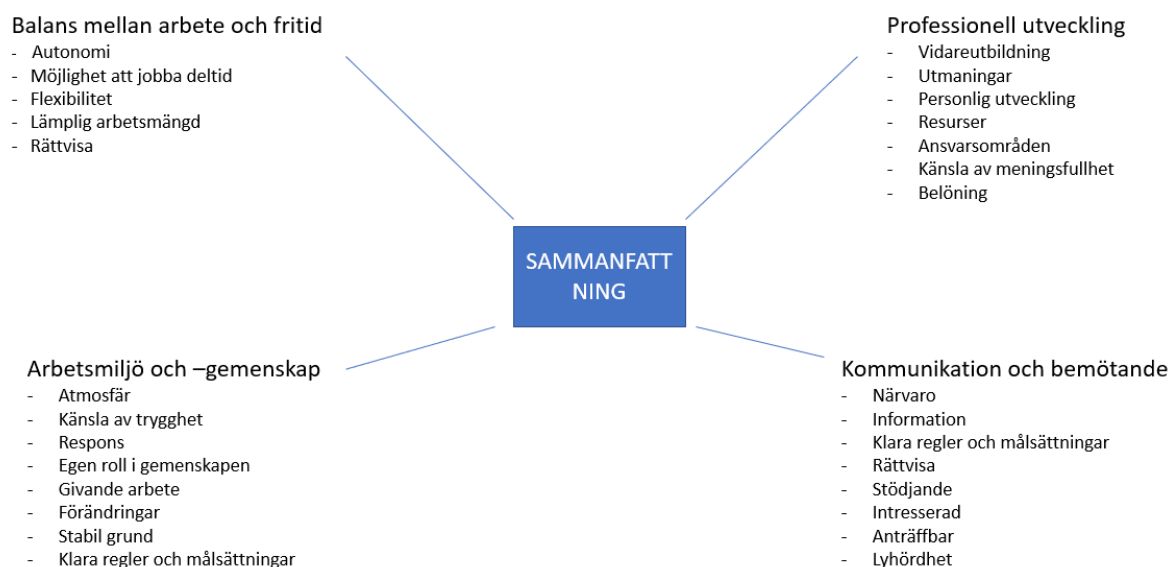 Balans mellan arbete och fritid
- Autonomi
- Möjlighet att jobba deltid
- Flexibilitet
- Lämplig arbetsmängd
- Rättvisa
Professionell utveckling
- Vidareutbildning
- Utmaningar
- Personlig utveckling
- Resurser
- Ansvarsområden
- Känsla av meningsfullhet
- Belöning
SAMMANFATT
NING
Arbetsmiljö och –gemenskap
- Atmosfär
- Känsla av trygghet
- Respons
- Egen roll i gemenskapen
- Givande arbete
- Förändringar
- Stabil grund
- Klara regler och målsättningar
Kommunikation och bemötande
- Närvaro
- Information
- Klara regler och målsättningar
- Rättvisa
- Stödjande
- Intresserad
- Anträffbar
- Lyhördhet